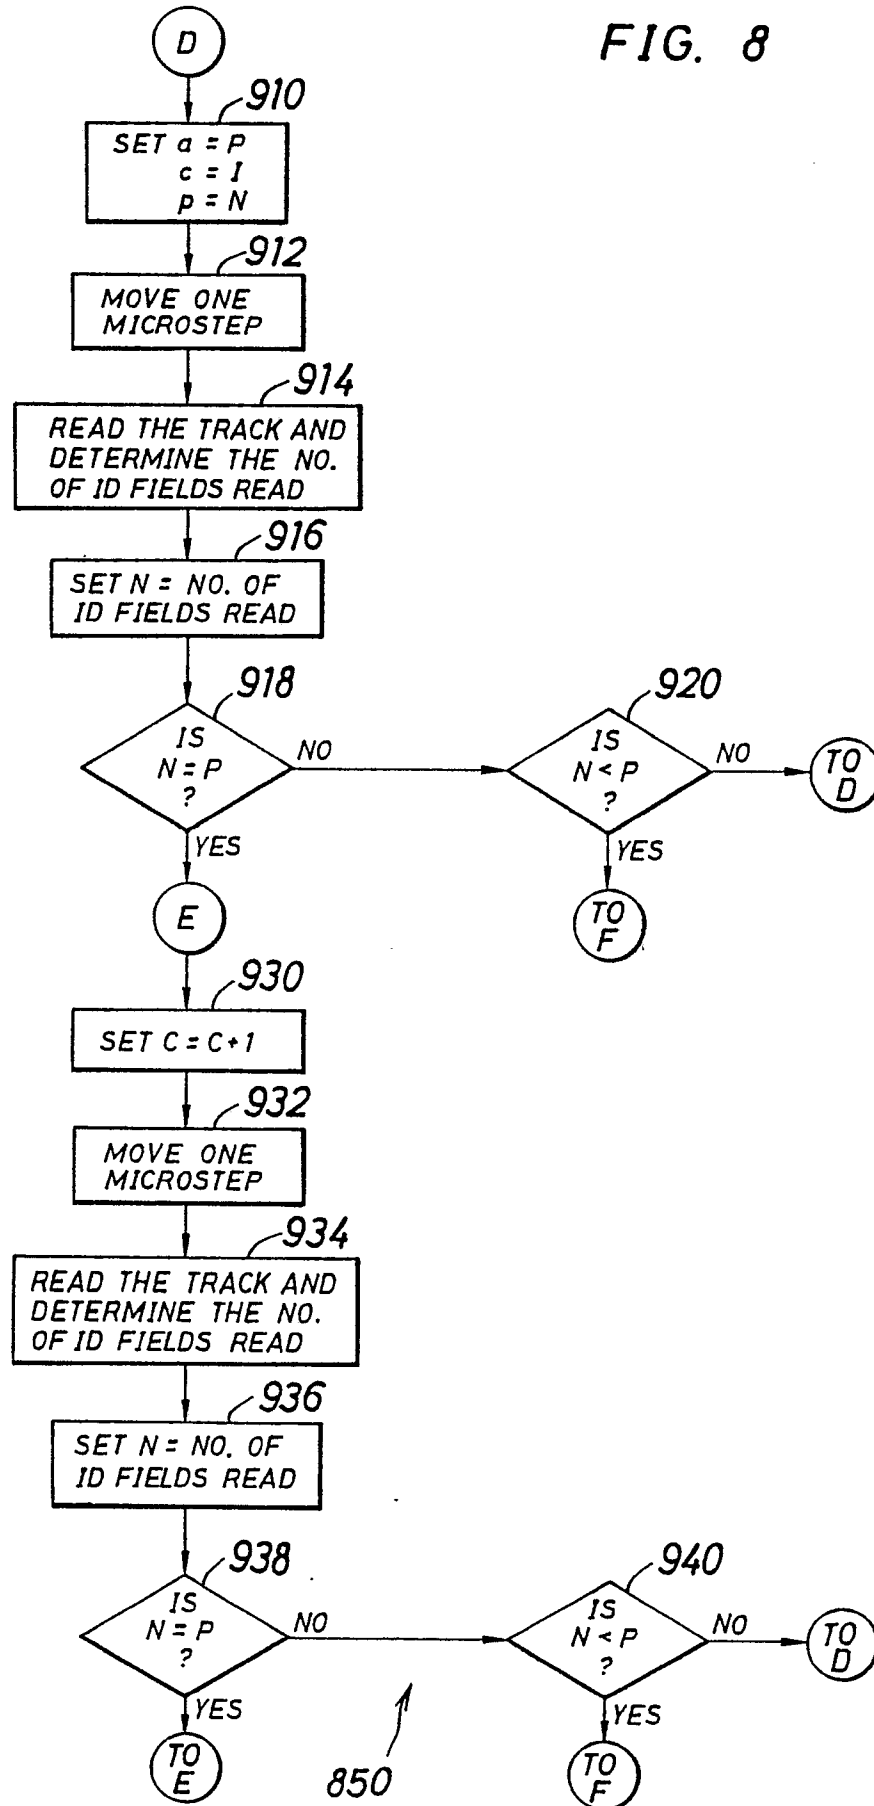 FIG. 8
D
910
SET a = P
c = I
p = N
912
MOVE ONE
MICROSTEP
914
READ THE TRACK AND
DETERMINE THE NO.
OF ID FIELDS READ
916
SET N = NO. OF
ID FIELDS READ
918
IS
N = P
?
NO
YES
920
IS
N < P
?
NO
TO
D
YES
TO
F
E
930
SET C = C+1
932
MOVE ONE
MICROSTEP
934
READ THE TRACK AND
DETERMINE THE NO.
OF ID FIELDS READ
936
SET N = NO. OF
ID FIELDS READ
938
IS
N = P
?
NO
YES
TO
E
940
IS
N < P
?
NO
TO
D
YES
TO
F
850